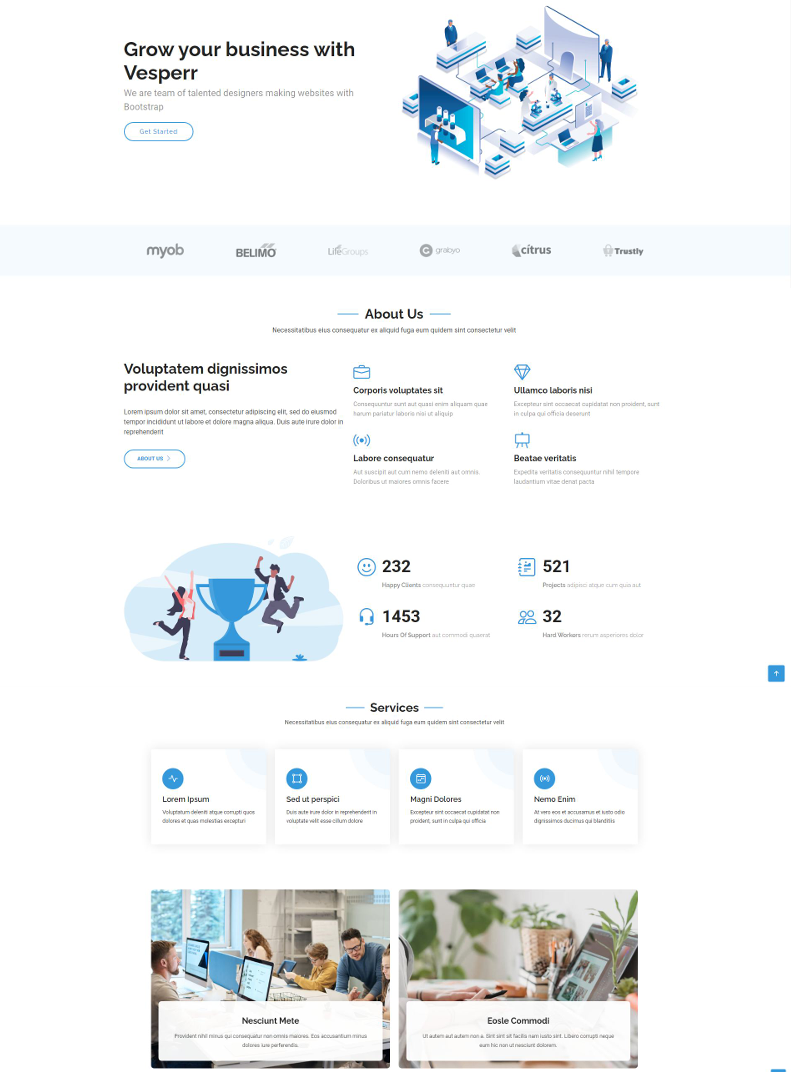 Grow your business with
Vesperr
We are team of talented designers making websites with
Bootstrap
Get Started
myob
BELIMO
LifeGroups
grabyo
citrus
Trustly
About Us
Necessitatibus eius consequatur ex aliquid fuga eum quidem sint consectetur velit
Voluptatem dignissimos
provident quasi
Lorem ipsum dolor sit amet, consectetur adipiscing elit, sed do eiusmod
tempor incididunt ut labore et dolore magna aliqua. Duis aute irure dolor in
reprehenderit
ABOUT US
Corporis voluptates sit
Consequuntur sunt aut quasi enim aliquam quae
harum pariatur laboris nisi ut aliquip
Ullamco laboris nisi
Excepteur sint occaecat cupidatat non proident, sunt
in culpa qui officia deserunt
Labore consequatur
Aut suscipit aut cum nemo deleniti aut omnis.
Doloribus ut maiores omnis facere
Beatae veritatis
Expedita veritatis consequuntur nihil tempore
laudantium vitae denat pacta
232
Happy Clients consequuntur quae
521
Projects adipisci atque cum quia aut
1453
Hours Of Support aut commodi quaerat
32
Hard Workers rerum asperiores dolor
Services
Necessitatibus eius consequatur ex aliquid fuga eum quidem sint consectetur velit
Lorem Ipsum
Voluptatum deleniti atque corrupti quos
dolores et quas molestias excepturi
Sed ut perspici
Duis aute irure dolor in reprehenderit in
voluptate velit esse cillum dolore
Magni Dolores
Excepteur sint occaecat cupidatat non
proident, sunt in culpa qui officia
Nemo Enim
At vero eos et accusamus et iusto odio
dignissimos ducimus qui blanditiis
Nesciunt Mete
Provident nihil minus qui consequatur non omnis maiores. Eos accusantium minus
dolores iure perferendis.
Eosle Commodi
Ut autem aut autem non a. Sint sint sit facilis nam iusto sint. Libero corrupti neque
eum hic non ut nesciunt dolorem.